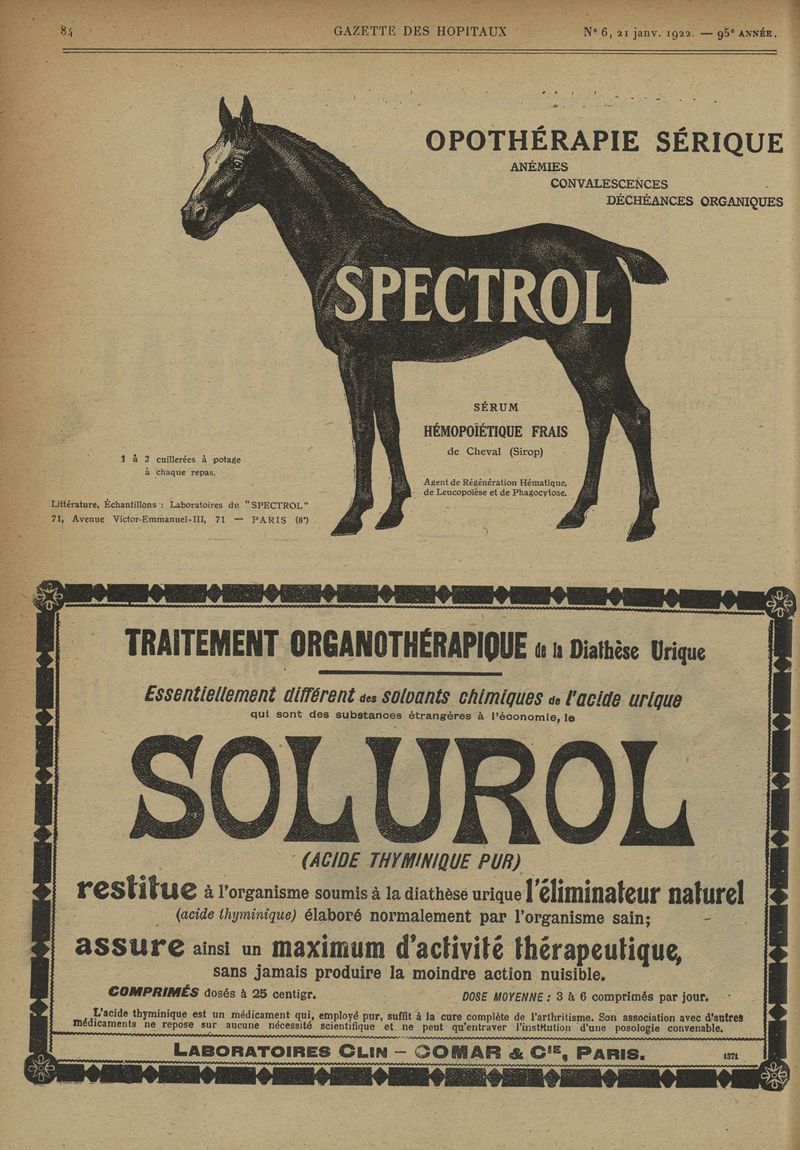 84
GAZETTE DES HOPITAUX
N° 6, 21 janv. 1922. — 95e ANNÉE.
OPOTHÉRAPIE SÉRIQUE
ANÉMIES
CONVALESCENCES
DÉCHÉANCES ORGANIQUES
SPECTROL
SÉRUM
HÉMOPOÏÉTIQUE FRAIS
de Cheval (Sirop)
Agent de Régénération Hématique,
de Leucopoïèse et de Phagocytose.
1 à 2 cuillerées à potage
à chaque repas.
Littérature, Échantillons : Laboratoires du "SPECTROL"
71, Avenue Victor-Emmanuel-III, 71 — PARIS (8e)
TRAITEMENT ORGANOTHÉRAPIQUE de la Diathèse Urique
Essentiellement différent des solvants chimiques de l'acide urique
qui sont des substances étrangères à l'économie, le
SOLUROL
(ACIDE THYMINIQUE PUR)
restitue à l'organisme soumis à la diathèse urique l'éliminateur naturel
(acide thyminique) élaboré normalement par l'organisme sain;
assure ainsi un maximum d'activité thérapeutique,
sans jamais produire la moindre action nuisible.
COMPRIMÉS dosés à 25 centigr.
DOSE MOYENNE : 3 à 6 comprimés par jour.
L'acide thyminique est un médicament qui, employé pur, suffit à la cure complète de l'arthritisme. Son association avec d'autres
médicaments ne repose sur aucune nécessité scientifique et ne peut qu'entraver l'institution d'une posologie convenable.
LABORATOIRES CLIN — COMAR & CIE, PARIS.
1371